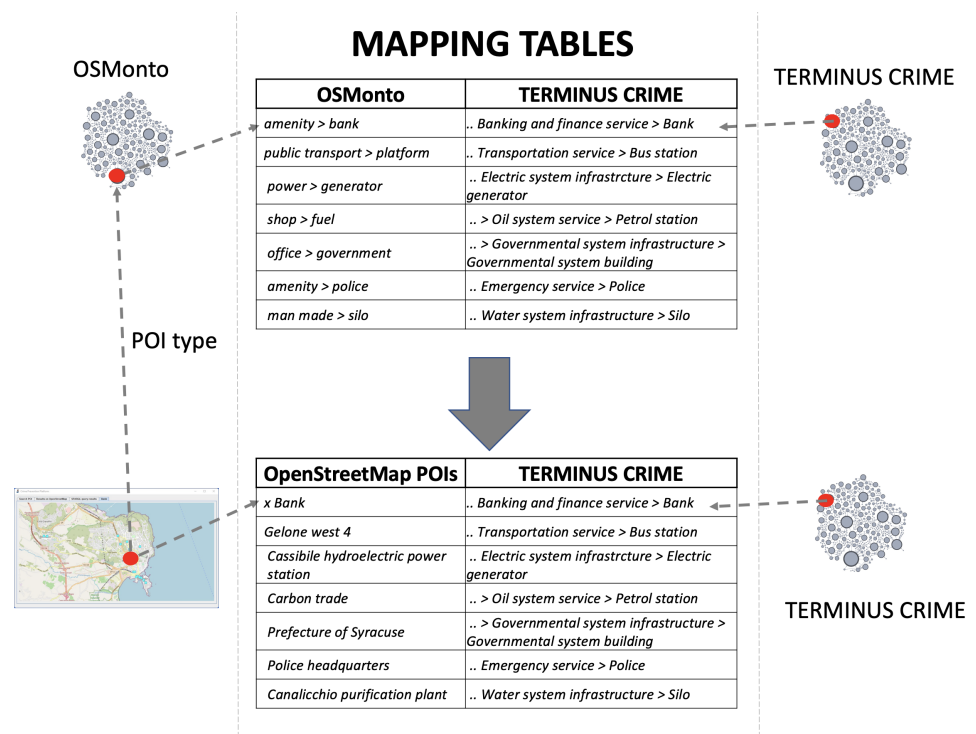 MAPPING TABLES
OSMonto
TERMINUS CRIME
OSMonto TERMINUS CRIME
amenity > bank .. Banking and finance service > Bank
public transport > platform .. Transportation service > Bus station
power > generator .. Electric system infrastrcture > Electric
generator
shop > fuel .. > Oil system service > Petrol station
office > government .. > Governmental system infrastructure >
Governmental system building
amenity > police .. Emergency service > Police
man made > silo .. Water system infrastructure > Silo
POI type
OpenStreetMap POIs TERMINUS CRIME
x Bank .. Banking and finance service > Bank
Gelone west 4 .. Transportation service > Bus station
Cassibile hydroelectric power
station
.. Electric system infrastrcture > Electric
generator
Carbon trade .. > Oil system service > Petrol station
Prefecture of Syracuse .. > Governmental system infrastructure >
Governmental system building
Police headquarters .. Emergency service > Police
Canalicchio purification plant .. Water system infrastructure > Silo
TERMINUS CRIME